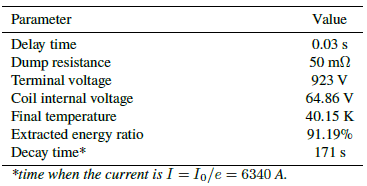 Parameter Value
Delay time 0.03 s
Dump resistance 50 mΩ
Terminal voltage 923 V
Coil internal voltage 64.86 V
Final temperature 40.15 K
Extracted energy ratio 91.19%
Decay time* 171 s
*time when the current is I = I₀/e = 6340 A.